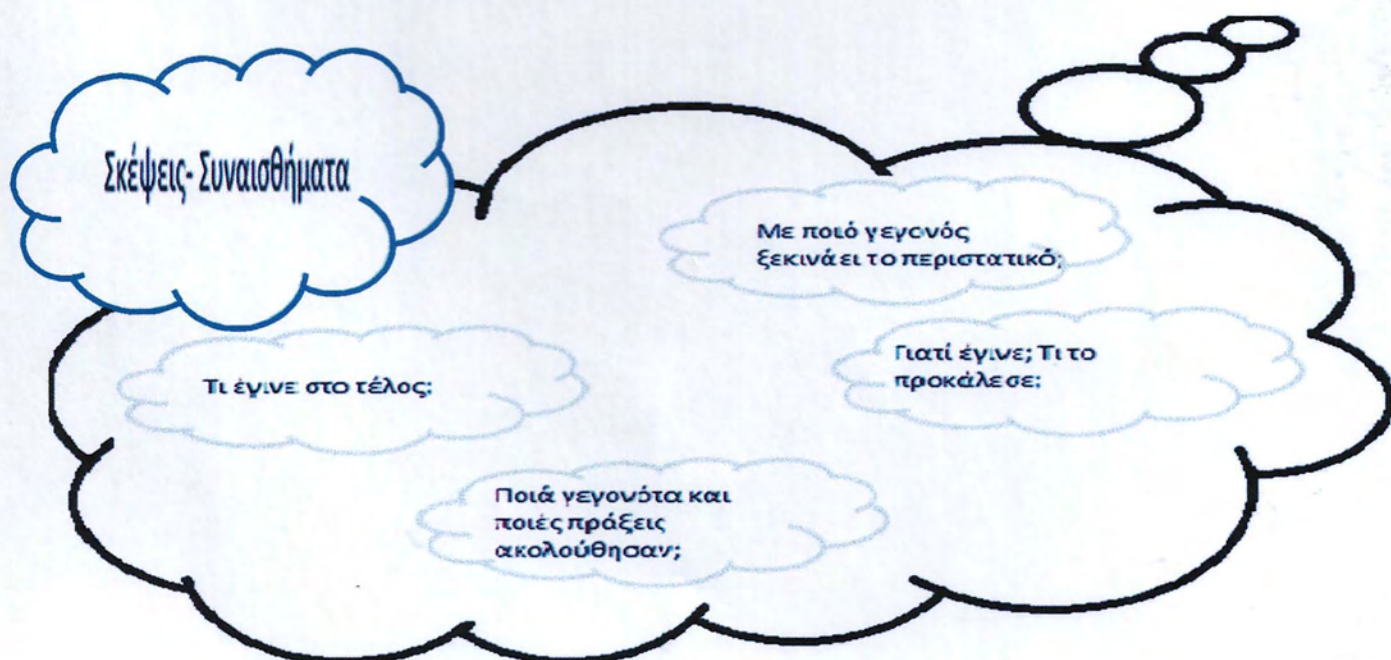 Σκέψεις- Συναισθήματα
Με ποιό γεγονός
ξεκινάει το περιστατικό;
Γιατί έγινε; Τι το
προκάλεσε;
Τι έγινε στο τέλος;
Ποιά γεγονότα και
ποιές πράξεις
ακολούθησαν;